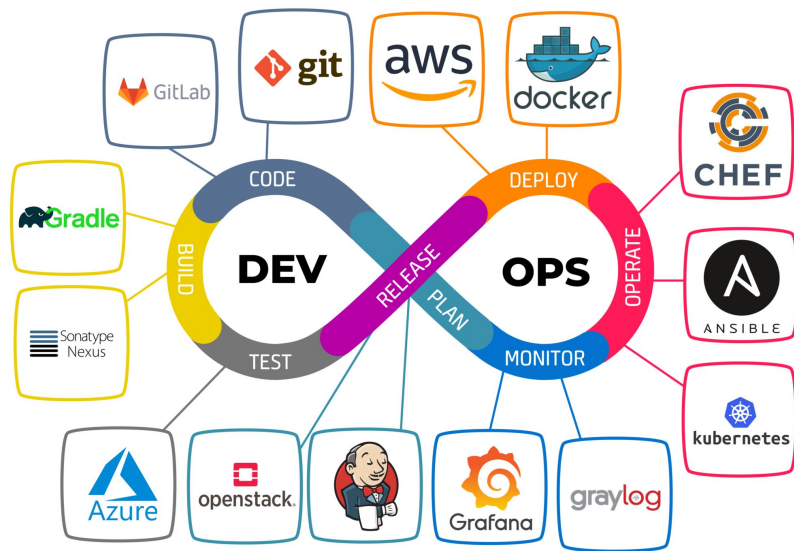 GitLab
git
aws
docker
CHEF
CODE
DEPLOY
Gradle
BUILD
DEV
RELEASE
PLAN
OPS
OPERATE
ANSIBLE
Sonatype
Nexus
TEST
MONITOR
kubernetes
Azure
openstack.
Grafana
graylog